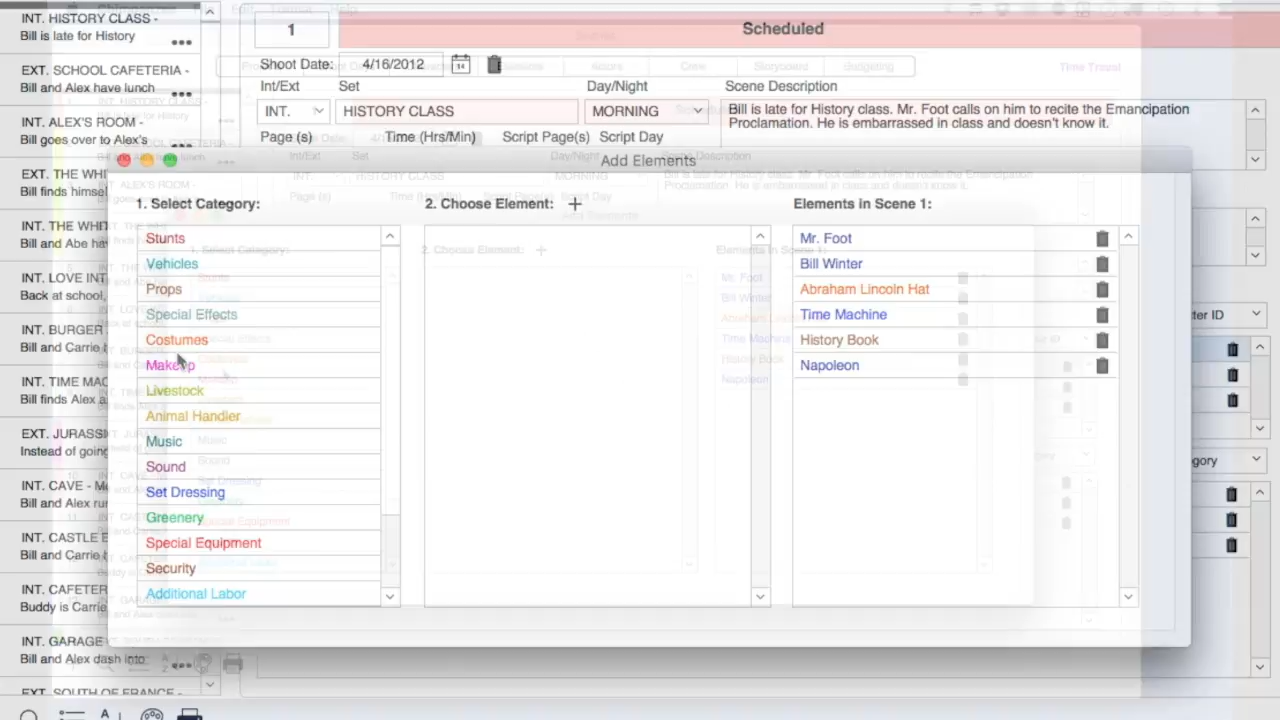 INT. HISTORY CLASS -
Bill is late for History
EXT. SCHOOL CAFETERIA -
Bill and Alex have lunch
INT. ALEX'S ROOM -
Bill goes over to Alex's
EXT. THE WHI
Bill finds himse
INT. THE WHIT
Bill and Abe hav
INT. LOVE INT
Back at school,
INT. BURGER
Bill and Carrie h
INT. TIME MAC
Bill finds Alex a
EXT. JURASSI
Instead of going
INT. CAVE - M
Bill and Alex rur
INT. CASTLE E
Bill and Carrie h
INT. CAFETER
Buddy is Carrie
INT. GARAGE
Bill and Alex dash into
EXT. SOUTH OF FRANCE -
1
Scheduled
Shoot Date: 4/16/2012 14
Int/Ext Set Day/Night Scene Description
INT. HISTORY CLASS MORNING
Bill is late for History class. Mr. Foot calls on him to recite the Emancipation
Proclamation. He is embarrassed in class and doesn't know it.
Page (s) Time (Hrs/Min) Script Page(s) Script Day
Add Elements
1. Select Category:
Stunts
Vehicles
Props
Special Effects
Costumes
Makeup
Livestock
Animal Handler
Music
Sound
Set Dressing
Greenery
Special Equipment
Security
Additional Labor
2. Choose Element: +
Elements in Scene 1:
Mr. Foot
Bill Winter
Abraham Lincoln Hat
Time Machine
History Book
Napoleon
ter ID
gory